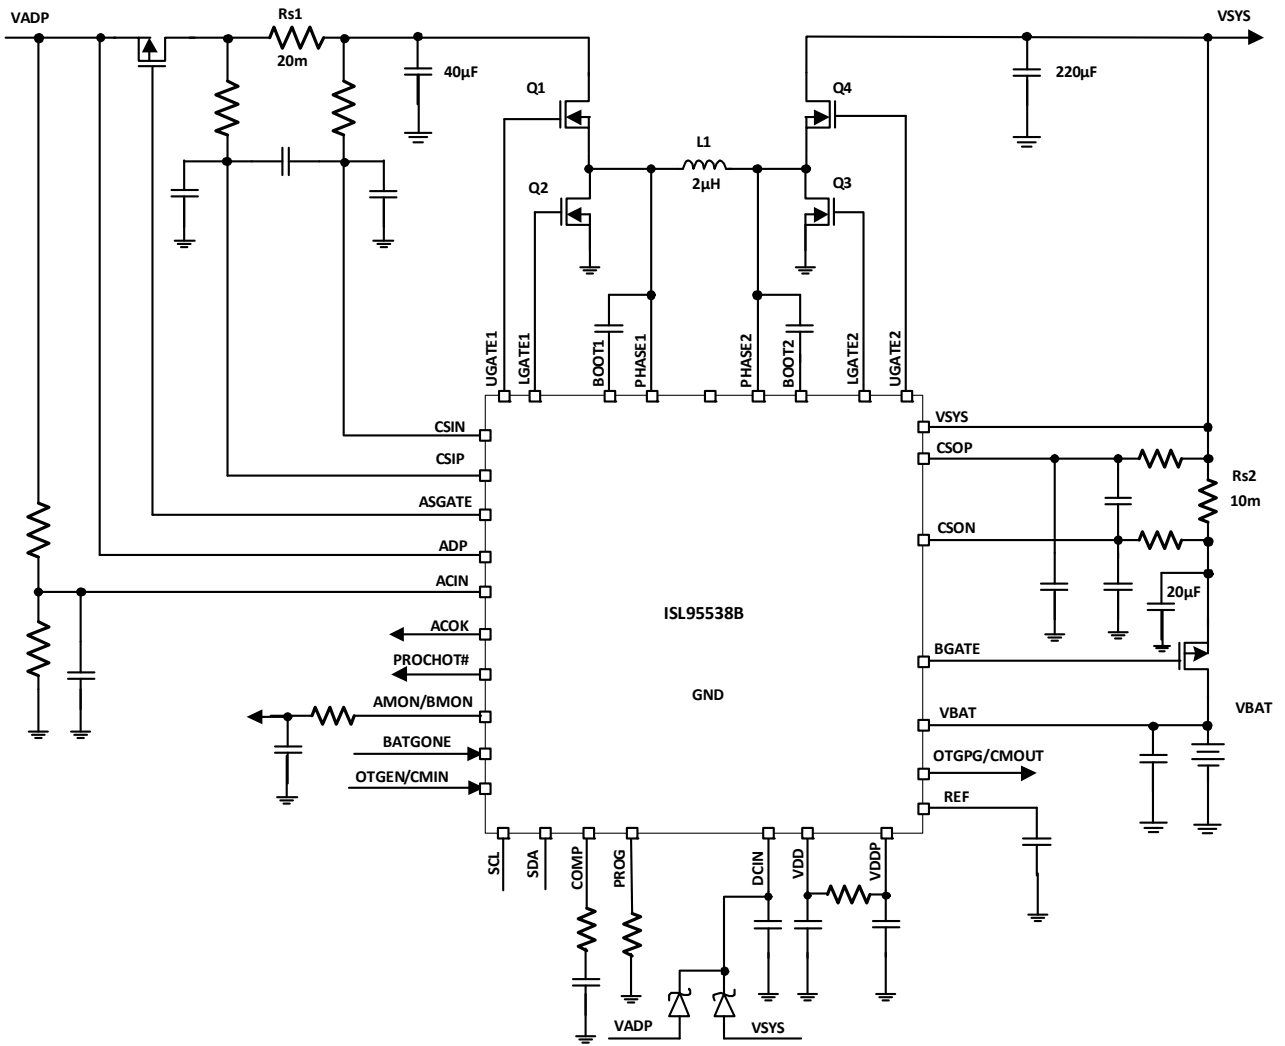 VADP
Rs1
20m
40µF
Q1
Q2
L1
2µH
Q4
Q3
220µF
VSYS
UGATE1
LGATE1
BOOT1
PHASE1
PHASE2
BOOT2
LGATE2
UGATE2
CSIN
CSIP
ASGATE
ADP
ACIN
ACOK
PROCHOT#
AMON/BMON
BATGONE
OTGEN/CMIN
ISL95538B
GND
VSYS
CSOP
CSON
BGATE
VBAT
OTGPG/CMOUT
REF
Rs2
10m
20µF
VBAT
SCL
SDA
COMP
PROG
DCIN
VDD
VDDP
VADP
VSYS